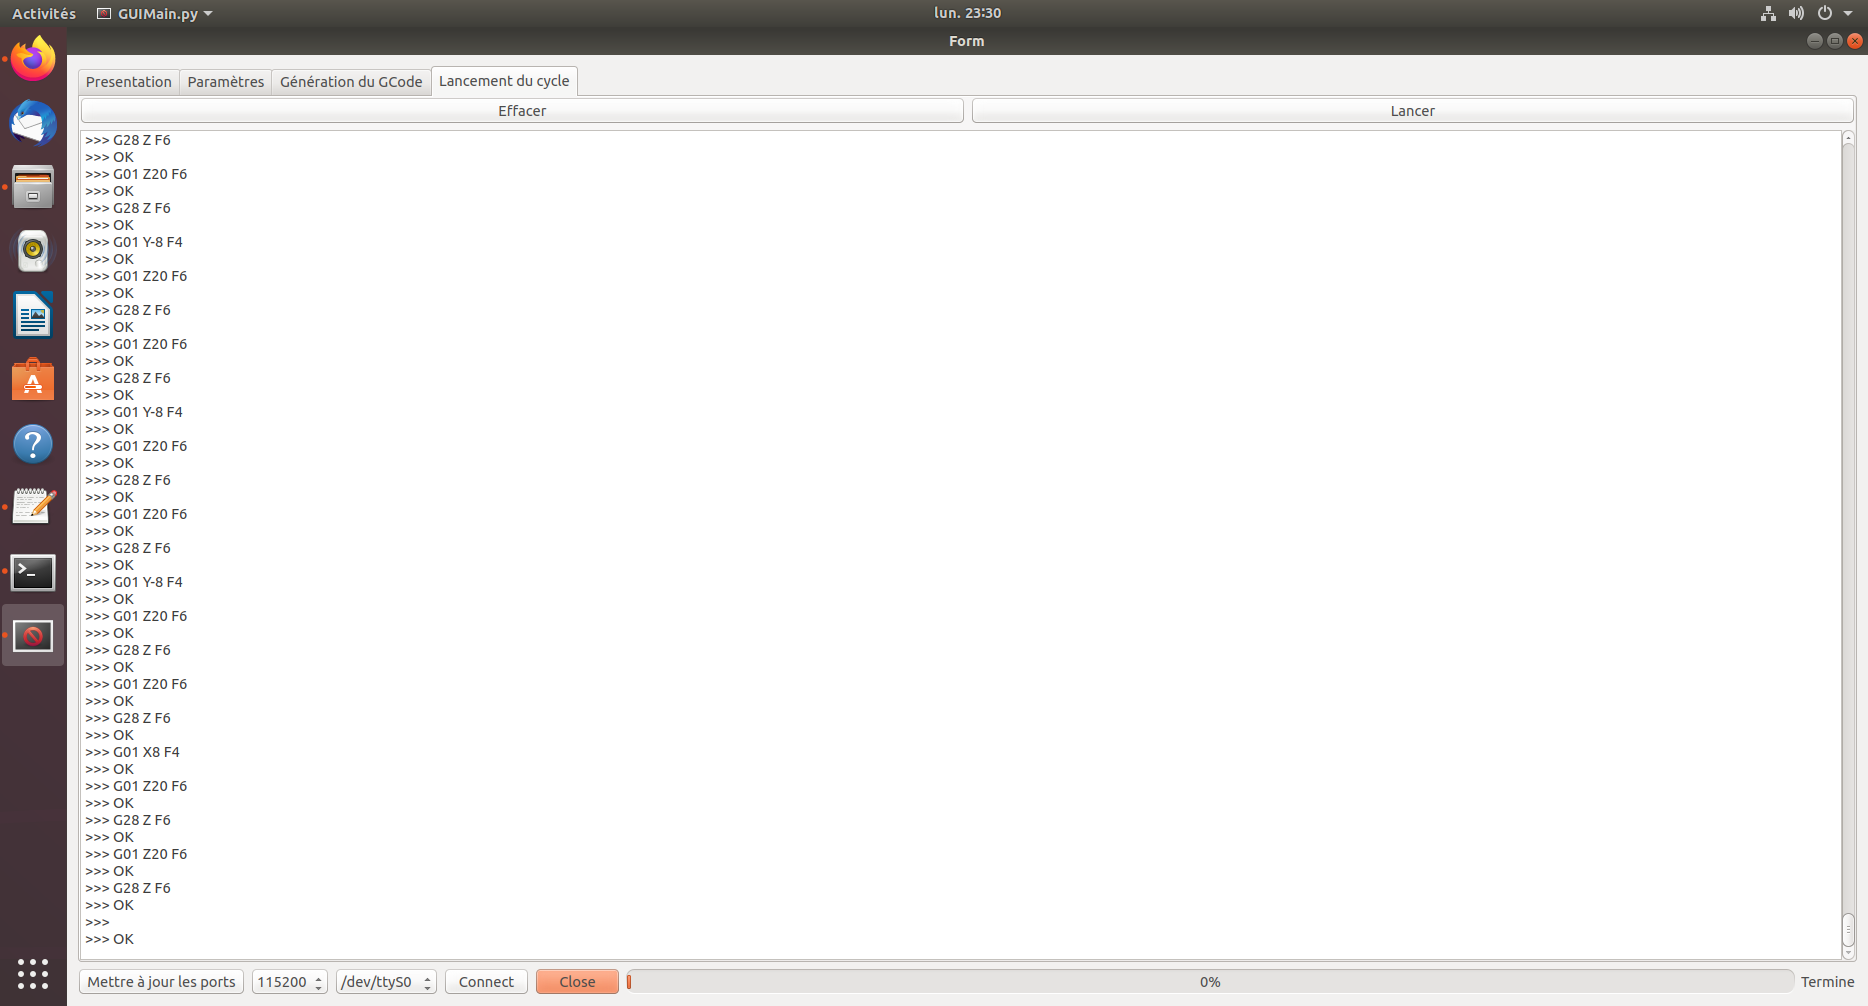 Activités GUIMain.py lun. 23:30
Form
Presentation Paramètres Génération du GCode Lancement du cycle
Effacer Lancer
>>> G28 Z F6
>>> OK
>>> G01 Z20 F6
>>> OK
>>> G28 Z F6
>>> OK
>>> G01 Y-8 F4
>>> OK
>>> G01 Z20 F6
>>> OK
>>> G28 Z F6
>>> OK
>>> G01 Z20 F6
>>> OK
>>> G28 Z F6
>>> OK
>>> G01 Y-8 F4
>>> OK
>>> G01 Z20 F6
>>> OK
>>> G28 Z F6
>>> OK
>>> G01 Z20 F6
>>> OK
>>> G28 Z F6
>>> OK
>>> G01 Y-8 F4
>>> OK
>>> G01 Z20 F6
>>> OK
>>> G28 Z F6
>>> OK
>>> G01 Z20 F6
>>> OK
>>> G28 Z F6
>>> OK
>>> G01 X8 F4
>>> OK
>>> G01 Z20 F6
>>> OK
>>> G28 Z F6
>>> OK
>>> G01 Z20 F6
>>> OK
>>> G28 Z F6
>>> OK
>>>
>>> OK
Mettre à jour les ports 115200 /dev/ttyS0 Connect Close 0% Termine